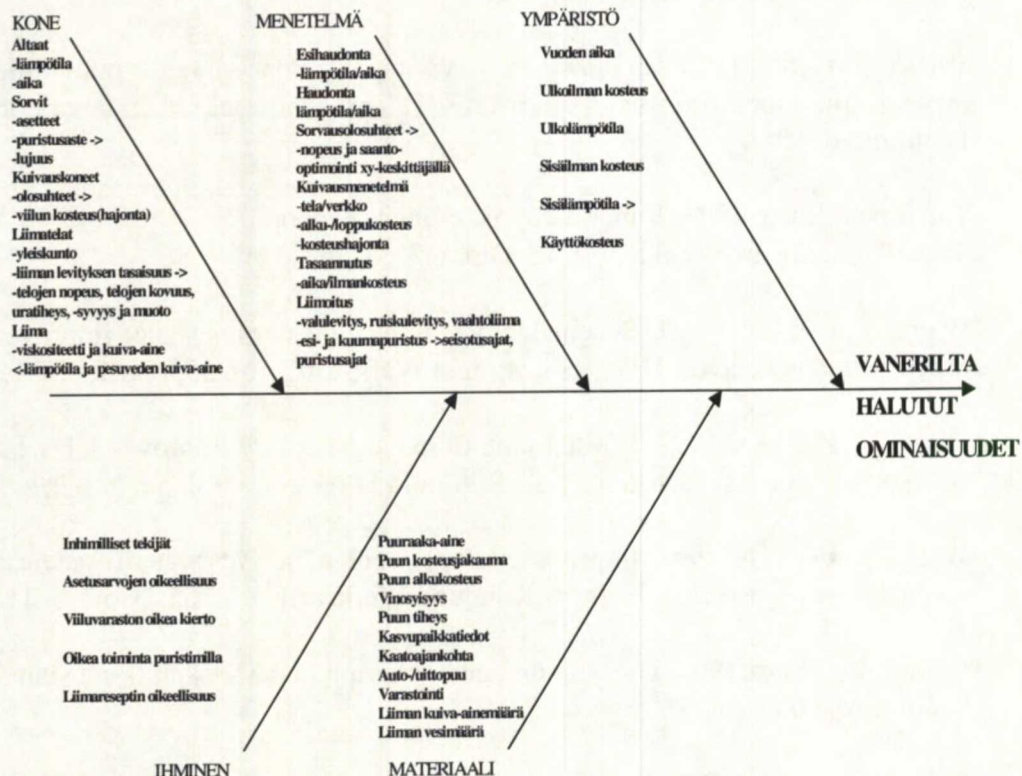 KONE
Altaat
-lämpötila
-aika
Sorvit
-asetteet
-puristusaste ->
-lujuus
Kuivauskoneet
-olosuhteet ->
-viilun kosteus(hajonta)
Liimatelat
-yleiskunto
-liiman levityksen tasaisuus ->
-telojen nopeus, telojen kovuus,
uratiheys, -syvyys ja muoto
Liima
-viskositeetti ja kuiva-aine
<-lämpötila ja pesuveden kuiva-aine
MENETELMÄ
Esihaudonta
-lämpötila/aika
Haudonta
lämpötila/aika
Sorvausolosuhteet ->
-nopeus ja saanto-
optimointi xy-keskittäjällä
Kuivausmenetelmä
-tela/verkko
-alku-/loppukosteus
-kosteushajonta
Tasaannutus
-aika/ilmankosteus
Liimoitus
-valulevitys, ruiskulevitys, vaahtoliima
-esi- ja kuumapuristus ->seisotusajat,
puristusajat
YMPÄRISTÖ
Vuoden aika
Ulkoilman kosteus
Ulkolämpötila
Sisäilman kosteus
Sisälämpötila ->
Käyttökosteus
VANERILTA
HALUTUT
OMINAISUUDET
Inhimilliset tekijät
Asetusarvojen oikeellisuus
Viiluvaraston oikea kierto
Oikea toiminta puristimilla
Liimareseptin oikeellisuus
IHMINEN
Puuraaka-aine
Puun kosteusjakauma
Puun alkukosteus
Vinosyisyys
Puun tiheys
Kasvupaikkatiedot
Kaatoajankohta
Auto-/uittopuu
Varastointi
Liiman kuiva-ainemäärä
Liiman vesimäärä
MATERIAALI